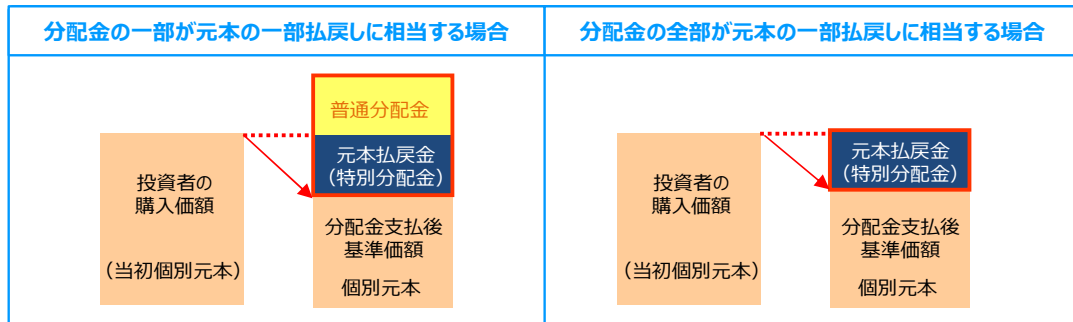 分配金の一部が元本の一部払戻しに相当する場合
分配金の全部が元本の一部払戻しに相当する場合
普通分配金
元本払戻金
（特別分配金）
投資者の
購入価額
（当初個別元本）
分配金支払後
基準価額
個別元本
元本払戻金
（特別分配金）
投資者の
購入価額
（当初個別元本）
分配金支払後
基準価額
個別元本